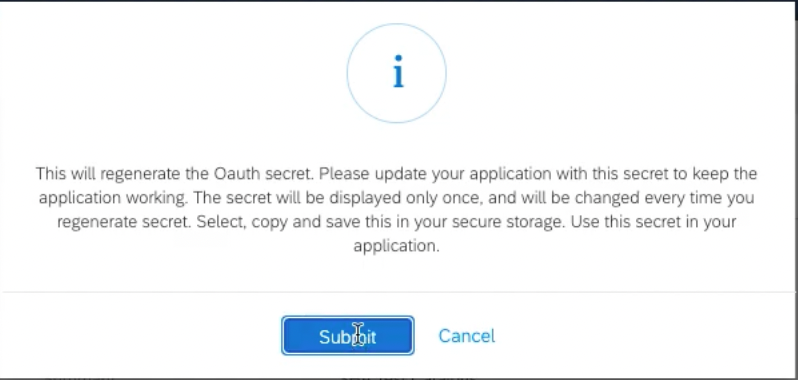 i
This will regenerate the Oauth secret. Please update your application with this secret to keep the
application working. The secret will be displayed only once, and will be changed every time you
regenerate secret. Select, copy and save this in your secure storage. Use this secret in your
application.
Submit Cancel